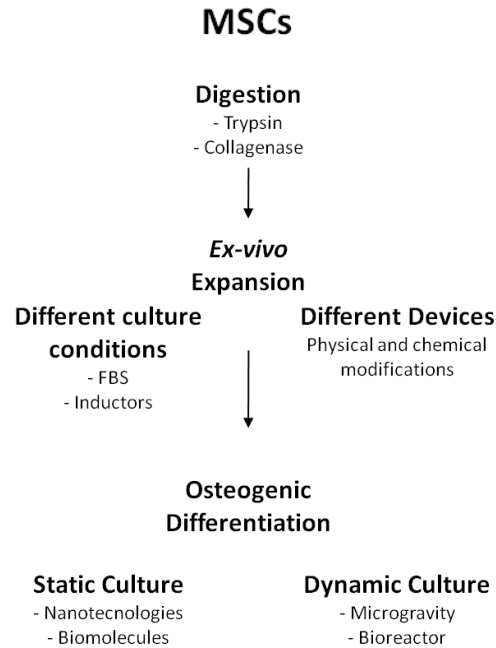 MSCs
Digestion
- Trypsin
- Collagenase
Ex-vivo
Expansion
Different culture
conditions
- FBS
- Inductors
Different Devices
Physical and chemical
modifications
Osteogenic
Differentiation
Static Culture
- Nanotecnologies
- Biomolecules
Dynamic Culture
- Microgravity
- Bioreactor